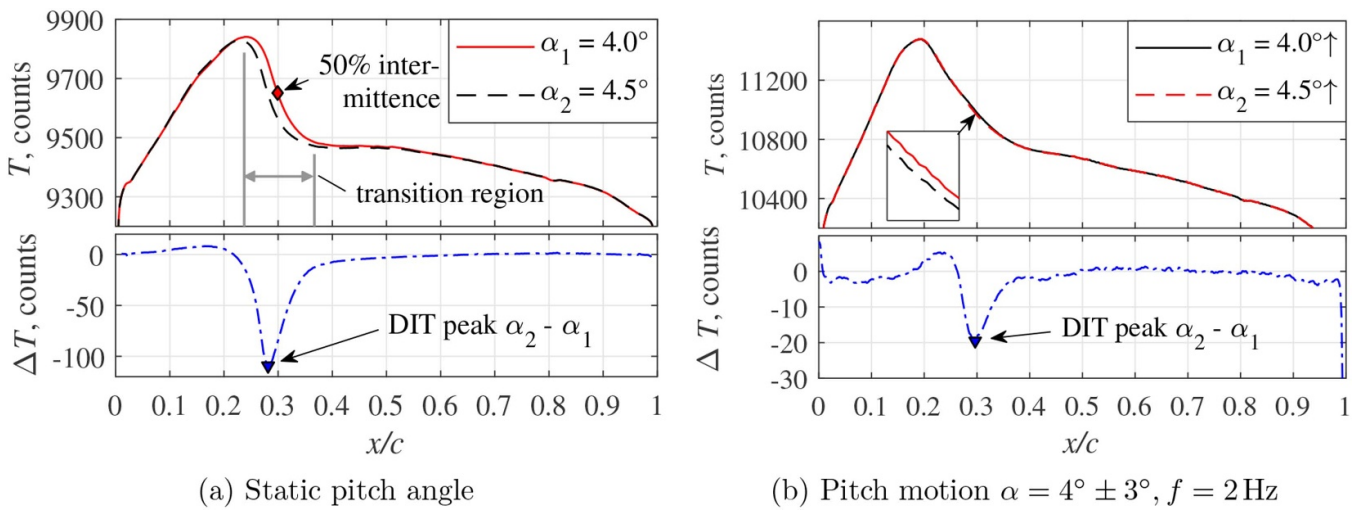 9900
9700
9500
9300
T, counts
α1 = 4.0°
α2 = 4.5°
50% inter-
mittence
transition region
0
-50
-100
ΔT, counts
DIT peak α2 - α1
0 0.1 0.2 0.3 0.4 0.5 0.6 0.7 0.8 0.9 1
x/c
(a) Static pitch angle
11200
10800
10400
T, counts
α1 = 4.0°↑
α2 = 4.5°↑
0
-10
-20
-30
Δ T, counts
DIT peak α2 - α1
0 0.1 0.2 0.3 0.4 0.5 0.6 0.7 0.8 0.9 1
x/c
(b) Pitch motion α = 4° ± 3°, f = 2 Hz